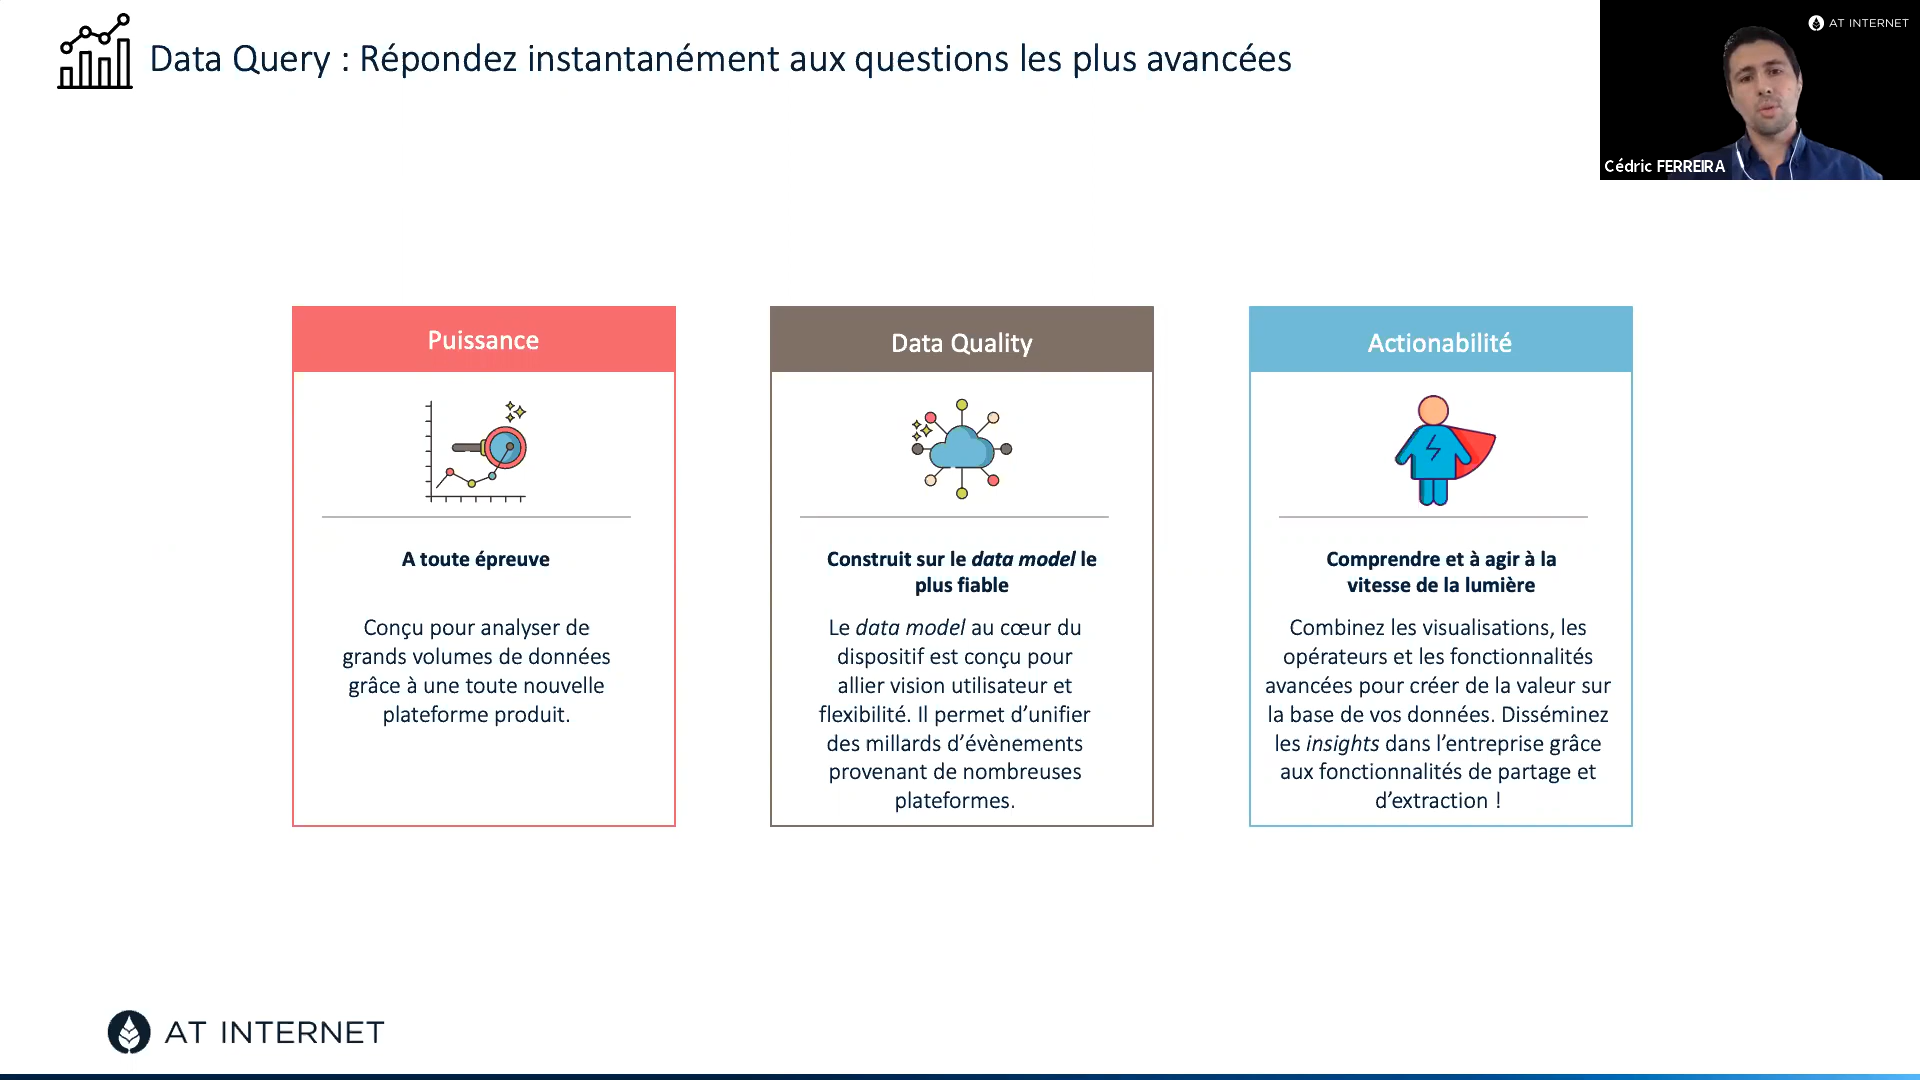 Data Query : Répondez instantanément aux questions les plus avancées
AT INTERNET
Cédric FERREIRA
Puissance
A toute épreuve
Conçu pour analyser de
grands volumes de données
grâce à une toute nouvelle
plateforme produit.
Data Quality
Construit sur le data model le
plus fiable
Le data model au cœur du
dispositif est conçu pour
allier vision utilisateur et
flexibilité. Il permet d’unifier
des millards d’évènements
provenant de nombreuses
plateformes.
Actionabilité
Comprendre et à agir à la
vitesse de la lumière
Combinez les visualisations, les
opérateurs et les fonctionnalités
avancées pour créer de la valeur sur
la base de vos données. Disséminez
les insights dans l’entreprise grâce
aux fonctionnalités de partage et
d’extraction !
AT INTERNET